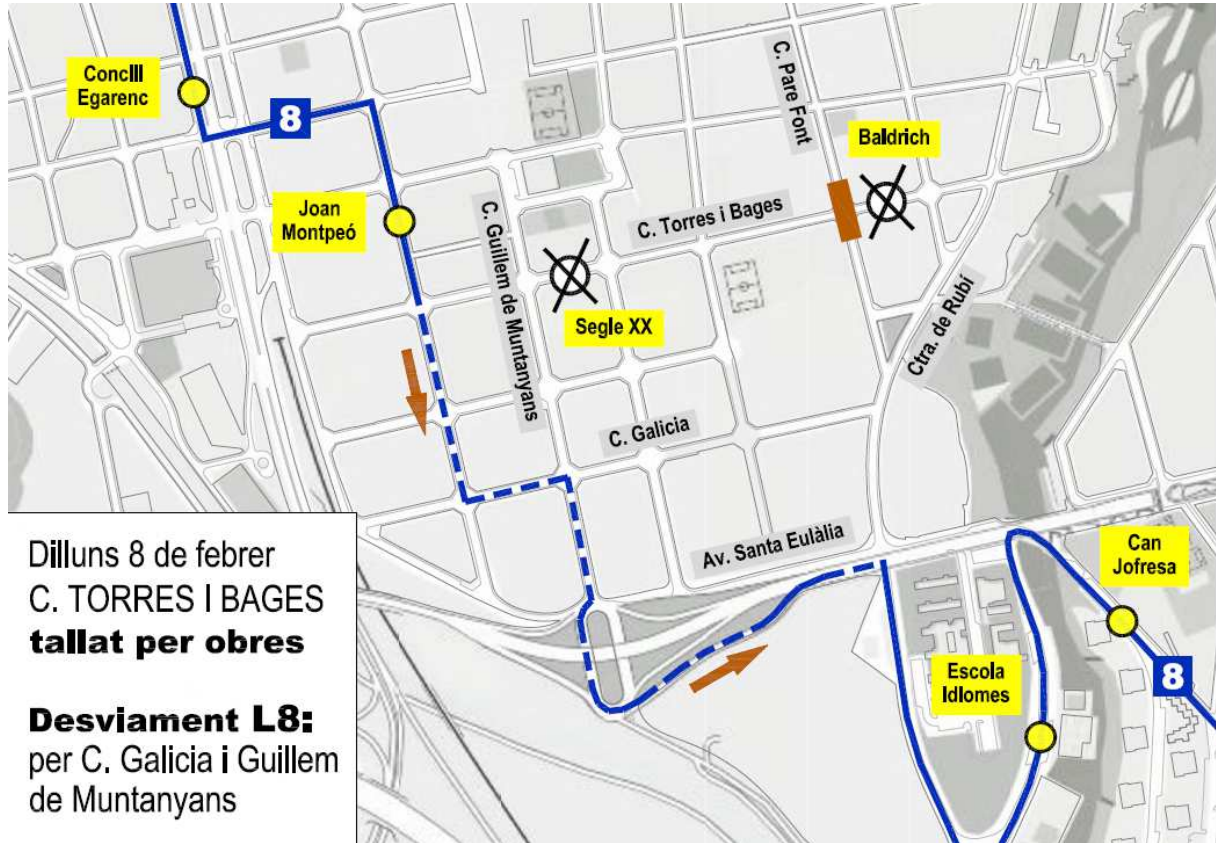 Concili
Egarenc
8
Joan
Montpeó
C. Guillem de Muntanyans
Segle XX
C. Torres i Bages
C. Pare Font
Baldrich
Ctra. de Rubí
C. Galicia
Av. Santa Eulàlia
Can
Jofresa
Escola
Idiomes
8
Dilluns 8 de febrer
C. TORRES I BAGES
tallat per obres
Desviament L8:
per C. Galicia i Guillem
de Muntanyans